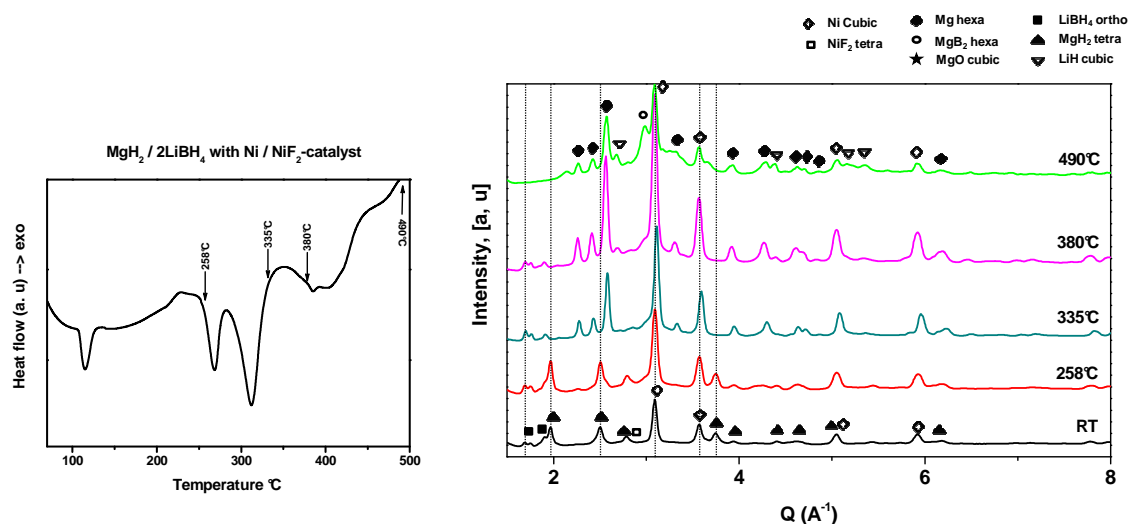 MgH2 / 2LiBH4 with Ni / NiF2-catalyst
Heat flow (a. u) --> exo
258℃
335℃
380℃
490℃
100 200 300 400 500
Temperature ℃
Ni Cubic
NiF2 tetra
Mg hexa
MgB2 hexa
MgO cubic
LiBH4 ortho
MgH2 tetra
LiH cubic
Intensity, [a, u]
490℃
380℃
335℃
258℃
RT
2 4 6 8
Q (A-1)